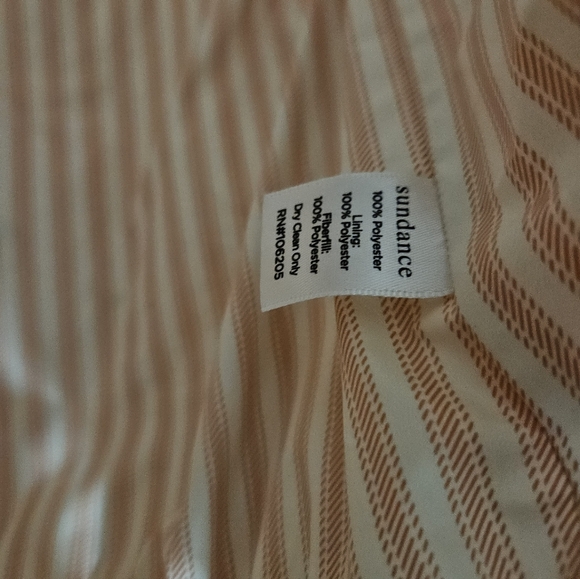 sundance
100% Polyester
Lining:
100% Polyester
Fiberfill:
100% Polyester
Dry Clean Only
RN#106205